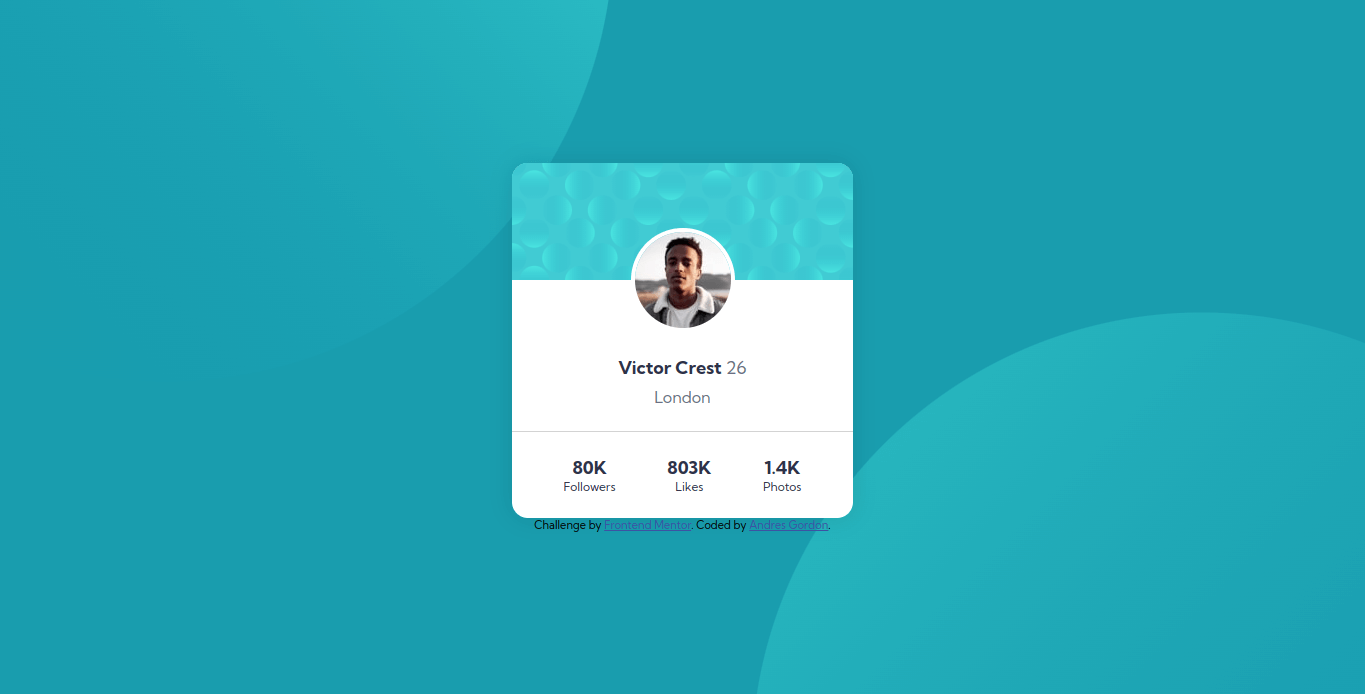 Victor Crest 26
London
80K 803K 1.4K
Followers Likes Photos
Challenge by Frontend Mentor. Coded by Andres Gordon.